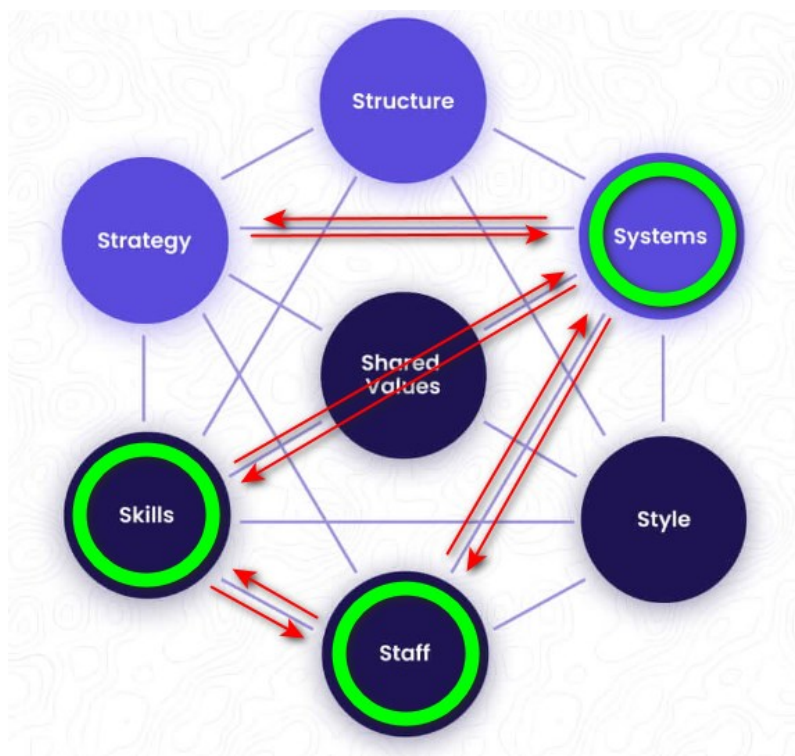 Structure
Strategy
Systems
Shared
Values
Skills
Style
Staff